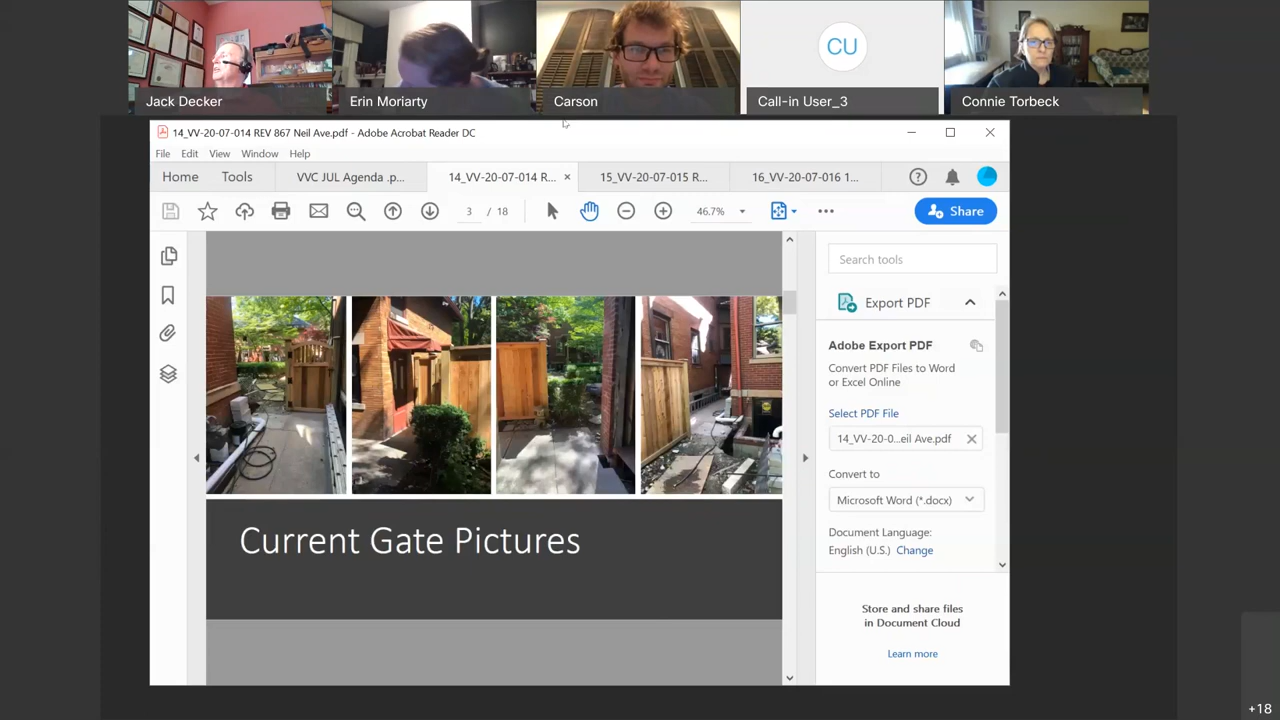 CU
Jack Decker
Erin Moriarty
Carson
Call-in User_3
Connie Torbeck
14_VV-20-07-014 REV 867 Neil Ave.pdf - Adobe Acrobat Reader DC
File Edit View Window Help
Home Tools VVC JUL Agenda .p... 14_VV-20-07-014 R... 15_VV-20-07-015 R... 16_VV-20-07-016 1...
3 / 18 46.7% Share
Search tools
Export PDF
Adobe Export PDF
Convert PDF Files to Word
or Excel Online
Select PDF File
14_VV-20-0...eil Ave.pdf
Convert to
Microsoft Word (*.docx)
Document Language:
English (U.S.) Change
Current Gate Pictures
Store and share files
in Document Cloud
Learn more
+18